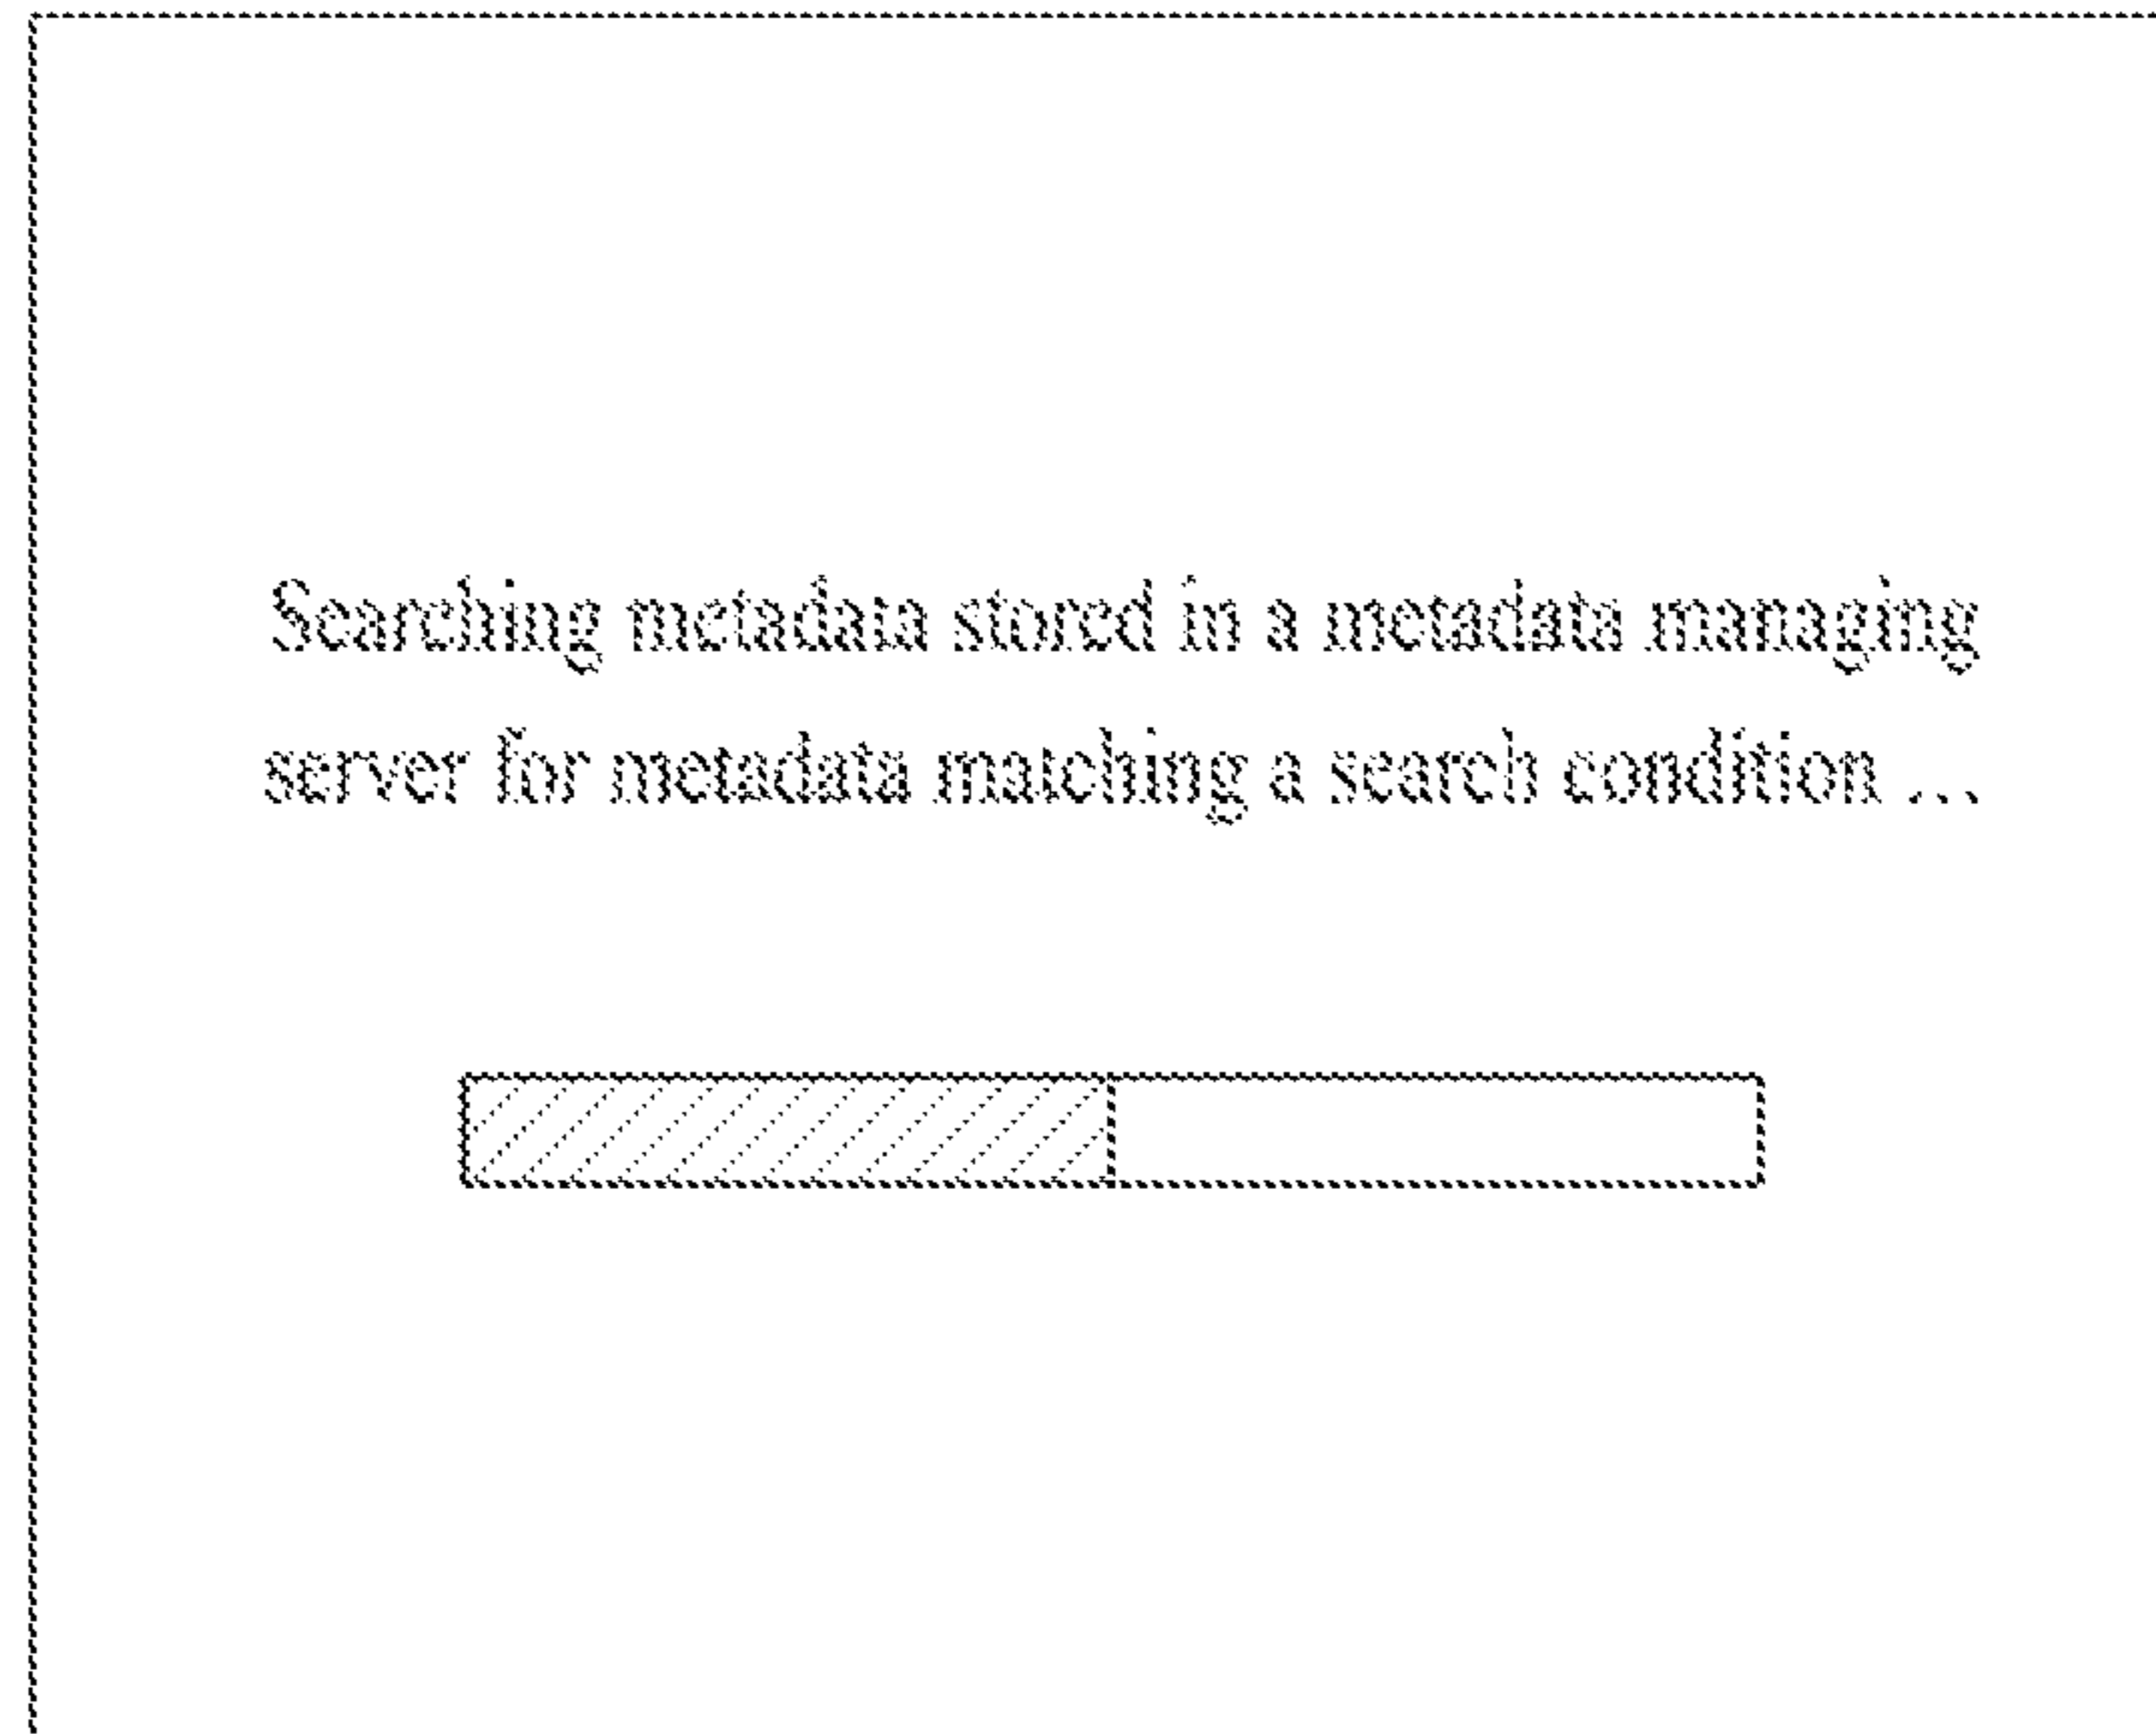 Searching metadata stored in a metadata managing
server for metadata matching a search condition ...